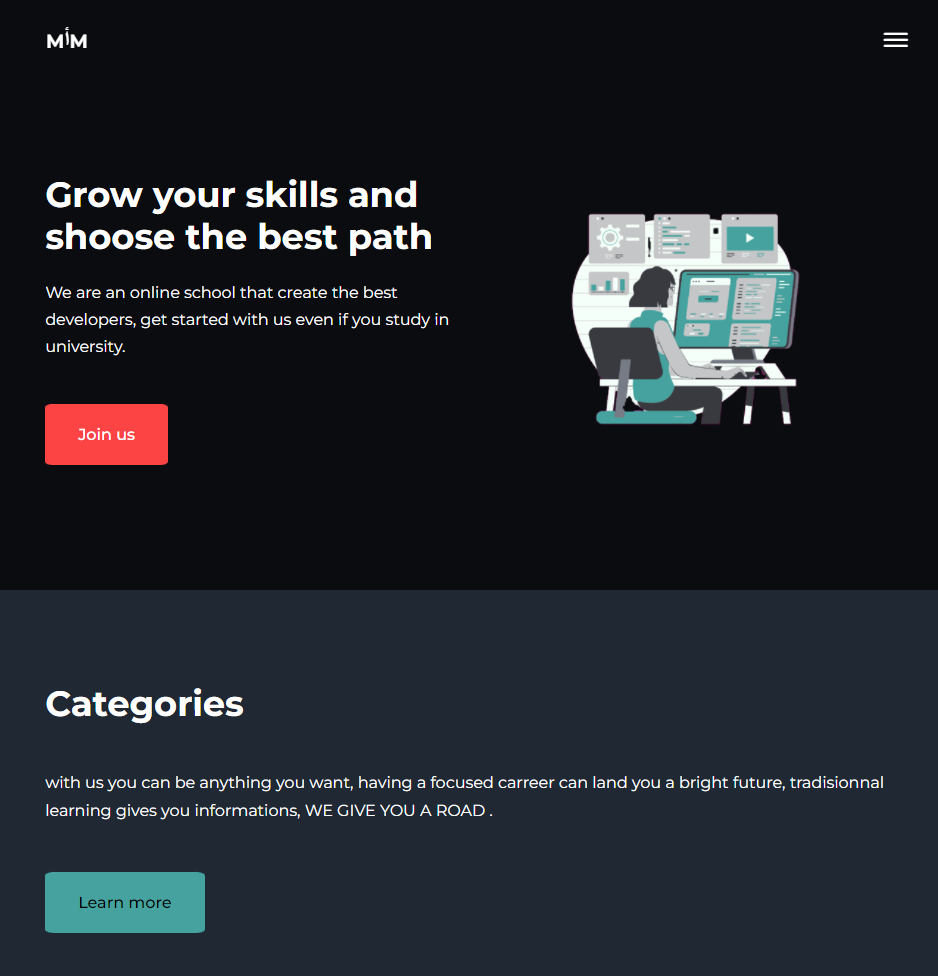 MİM
Grow your skills and
shoose the best path
We are an online school that create the best
developers, get started with us even if you study in
university.
Join us
Categories
with us you can be anything you want, having a focused carreer can land you a bright future, tradisionnal
learning gives you informations, WE GIVE YOU A ROAD .
Learn more